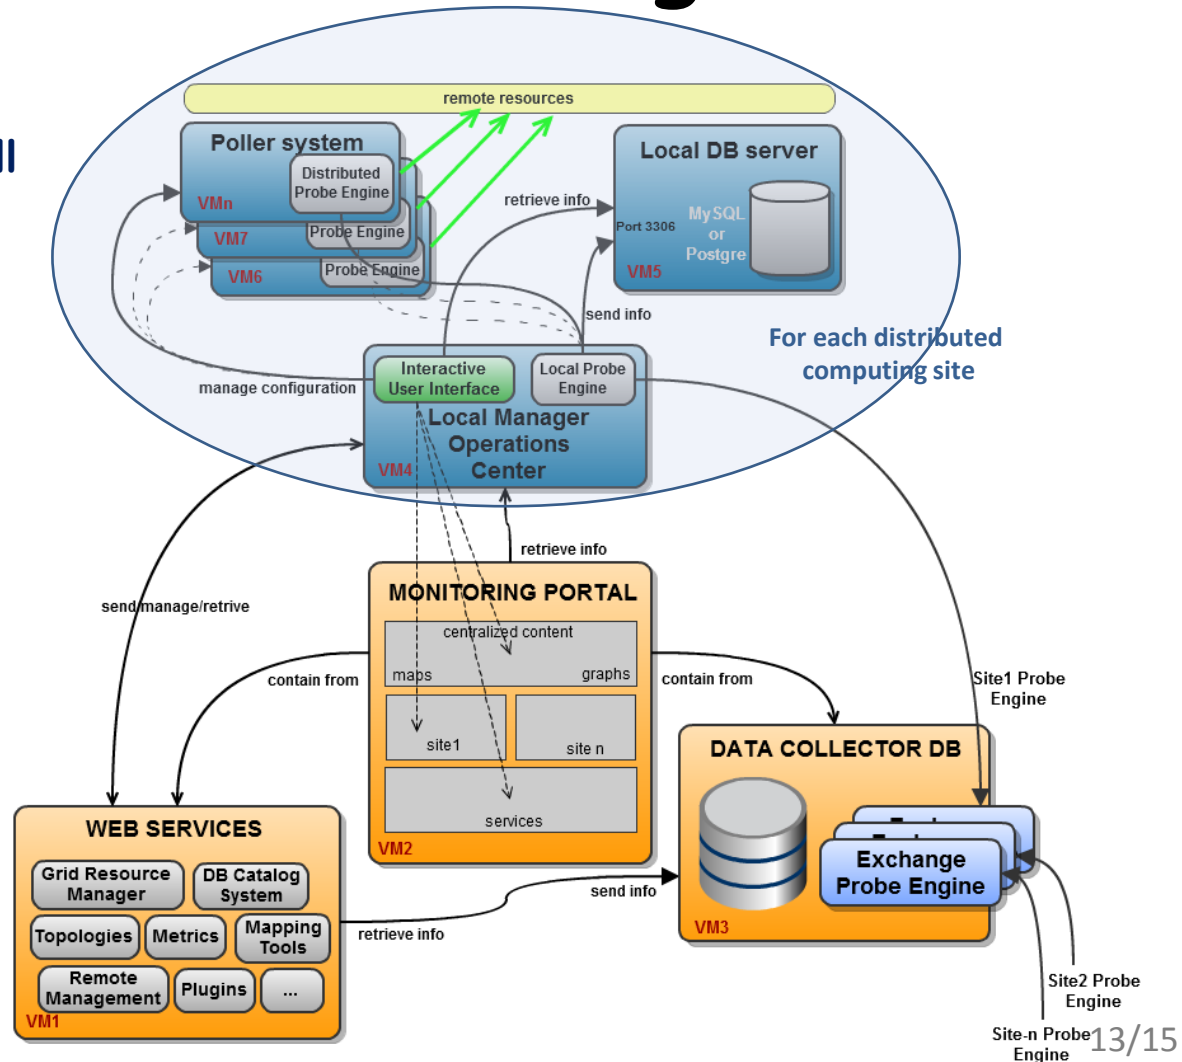 remote resources
Poller system
Distributed
Probe Engine
VMn
Probe Engine
VM7
Probe Engine
VM6
Local DB server
retrieve info
Port 3306
MySQL
or
Postgre
VM5
send info
For each distributed
computing site
manage configuration
Interactive
User Interface
Local Probe
Engine
Local Manager
Operations
Center
VM4
retrieve info
send manage/retrive
MONITORING PORTAL
centralized content
maps
graphs
contain from
contain from
site1
site n
services
VM2
Site1 Probe
Engine
DATA COLLECTOR DB
Exchange
Probe Engine
VM3
WEB SERVICES
Grid Resource
Manager
DB Catalog
System
Topologies
Metrics
Mapping
Tools
Remote
Management
Plugins
...
VM1
send info
retrieve info
Site2 Probe
Engine
Site-n Probe
Engine
13/15